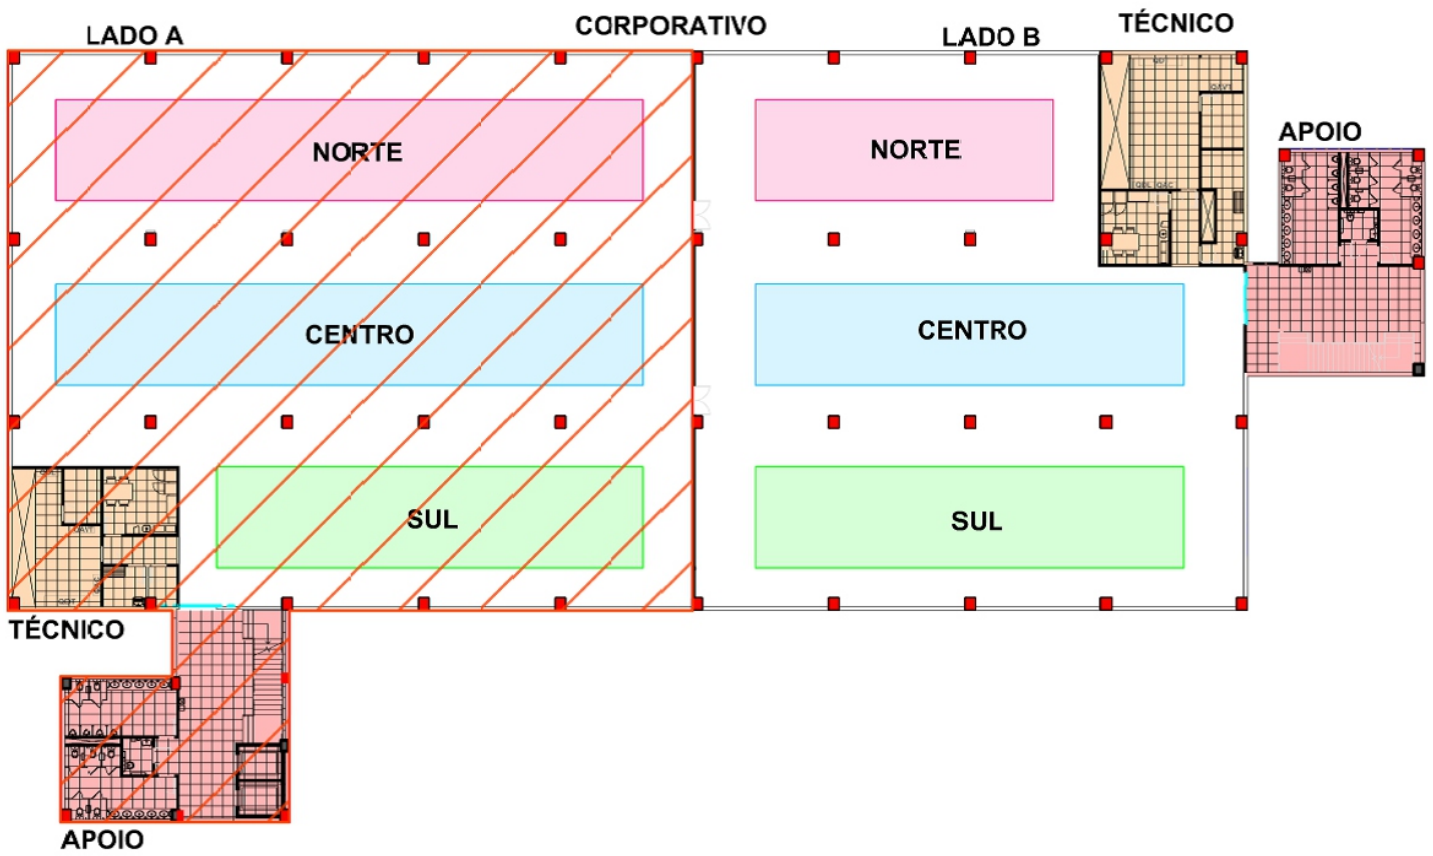 LADO A
CORPORATIVO
LADO B
TÉCNICO
APOIO
NORTE
NORTE
CENTRO
CENTRO
SUL
SUL
TÉCNICO
APOIO